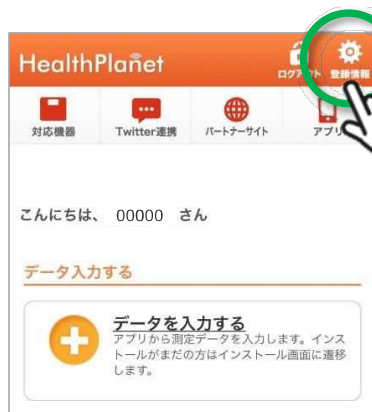 HealthPlanet
ログアウト 登録情報
対応機器 Twitter連携 パートナーサイト アプリ
こんにちは、 00000 さん
データ入力する
データを入力する
アプリから測定データを入力します。インス
トールがまだの方はインストール画面に遷移
します。